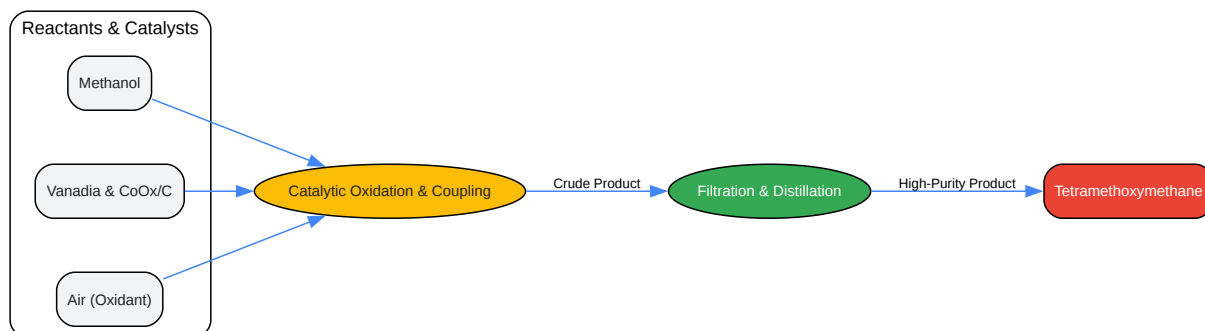 Reactants & Catalysts
Methanol
Vanadia & CoOx/C
Air (Oxidant)
Catalytic Oxidation & Coupling
Crude Product
Filtration & Distillation
High-Purity Product
Tetramethoxymethane